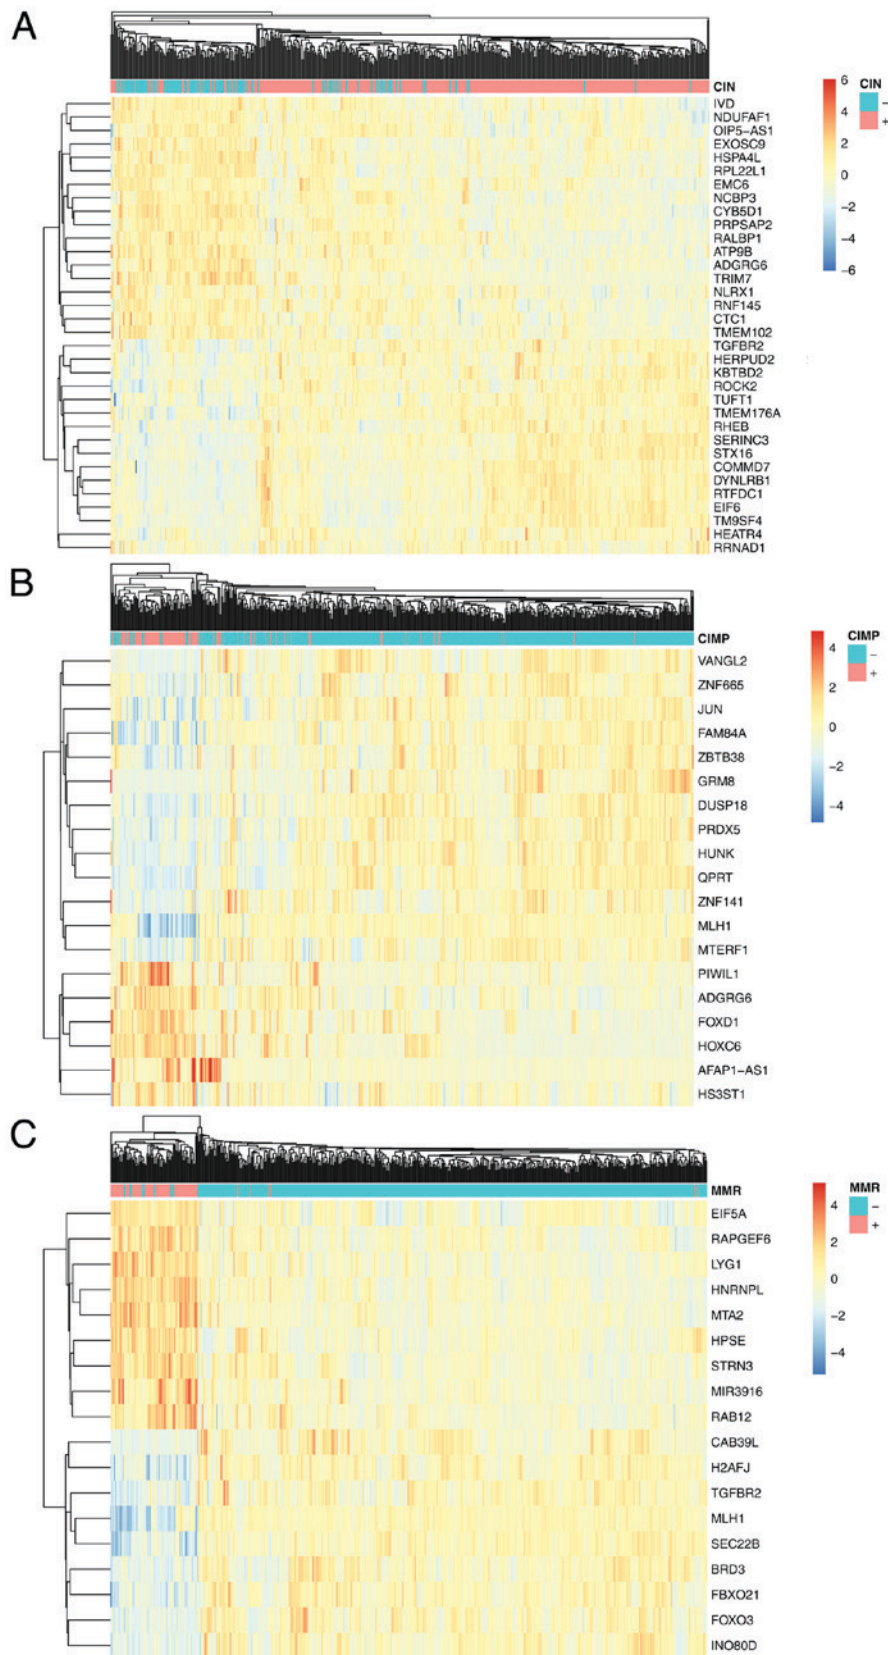 A
CIN
IVD
NDUFAF1
OIP5-AS1
EXOSC9
HSPA4L
RPL22L1
EMC6
NCBP3
CYB5D1
PRPSAP2
RALBP1
ATP9B
ADGRG6
TRIM7
NLRX1
RNF145
CTC1
TMEM102
TGFBR2
HERPUD2
KBTBD2
ROCK2
TUFT1
TMEM176A
RHEB
SERINC3
STX16
COMMD7
DYNLRB1
RTFDC1
EIF6
TM9SF4
HEATR4
RRNAD1
6
4
2
0
−2
−4
−6
CIN
−
+
B
CIMP
VANGL2
ZNF665
JUN
FAM84A
ZBTB38
GRM8
DUSP18
PRDX5
HUNK
QPRT
ZNF141
MLH1
MTERF1
PIWIL1
ADGRG6
FOXD1
HOXC6
AFAP1-AS1
HS3ST1
4
2
0
−2
−4
CIMP
−
+
C
MMR
EIF5A
RAPGEF6
LYG1
HNRNPL
MTA2
HPSE
STRN3
MIR3916
RAB12
CAB39L
H2AFJ
TGFBR2
MLH1
SEC22B
BRD3
FBXO21
FOXO3
INO80D
4
2
0
−2
−4
MMR
−
+